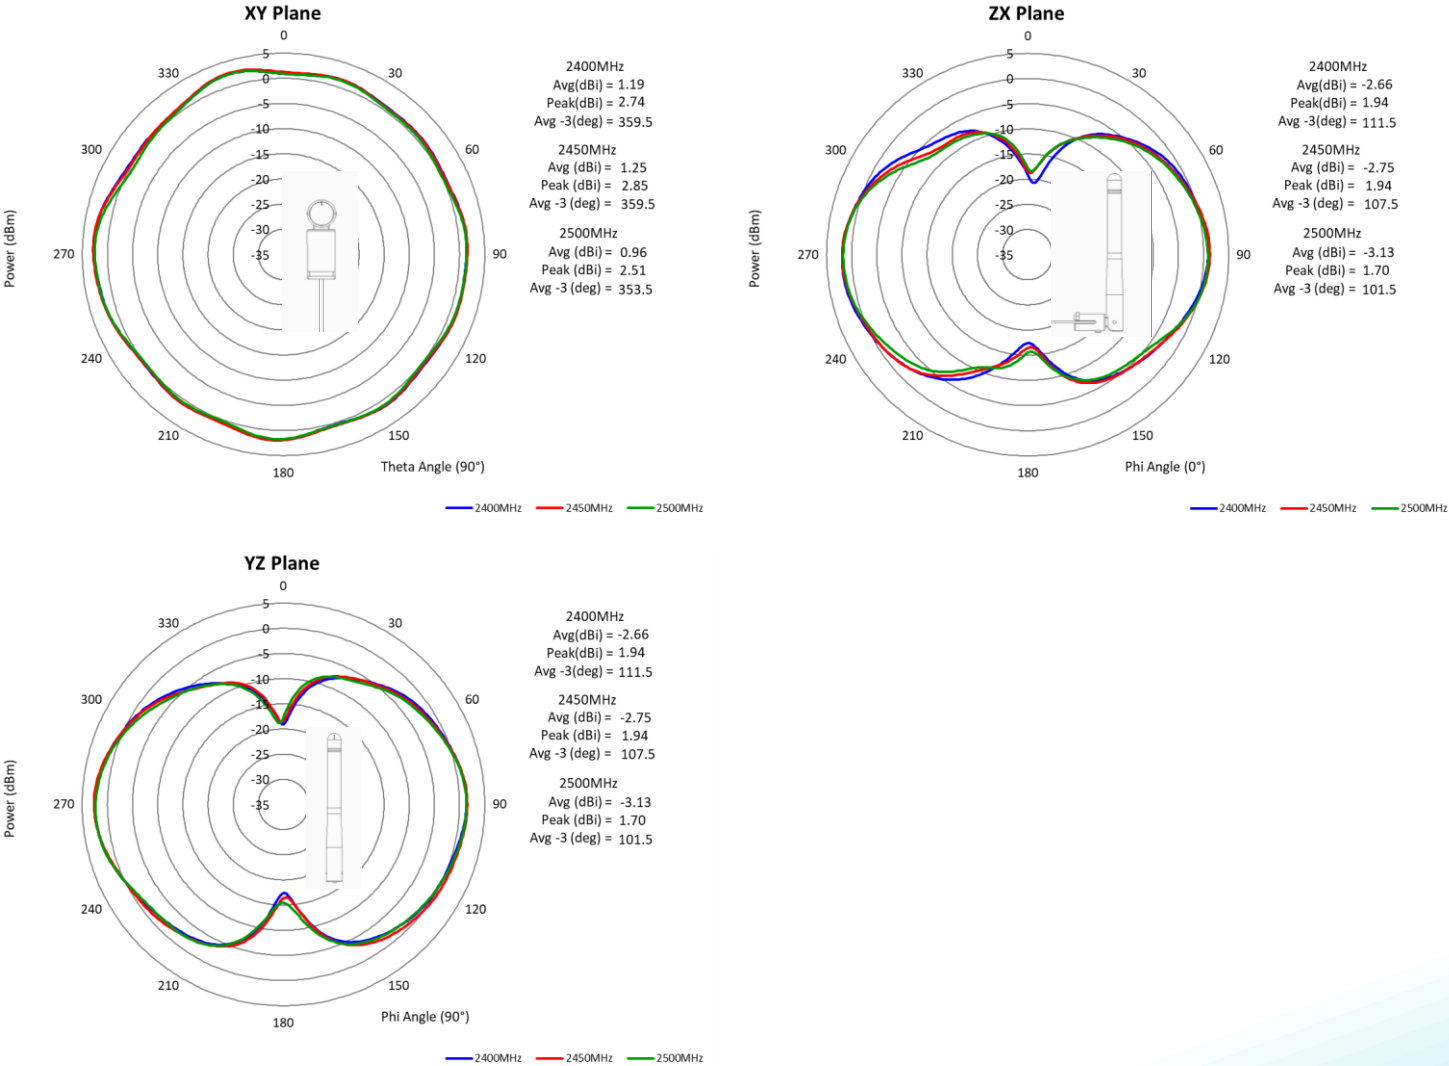 XY Plane
0
5
0
-5
-10
-15
-20
-25
-30
-35
30
60
90
120
150
180
210
240
270
300
330
Power (dBm)
Theta Angle (90°)
2400MHz
Avg(dBi) = 1.19
Peak(dBi) = 2.74
Avg -3(deg) = 359.5
2450MHz
Avg (dBi) = 1.25
Peak (dBi) = 2.85
Avg -3 (deg) = 359.5
2500MHz
Avg (dBi) = 0.96
Peak (dBi) = 2.51
Avg -3 (deg) = 353.5
2400MHz 2450MHz 2500MHz
ZX Plane
0
5
0
-5
-10
-15
-20
-25
-30
-35
30
60
90
120
150
180
210
240
270
300
330
Power (dBm)
Phi Angle (0°)
2400MHz
Avg(dBi) = -2.66
Peak(dBi) = 1.94
Avg -3(deg) = 111.5
2450MHz
Avg (dBi) = -2.75
Peak (dBi) = 1.94
Avg -3 (deg) = 107.5
2500MHz
Avg (dBi) = -3.13
Peak (dBi) = 1.70
Avg -3 (deg) = 101.5
2400MHz 2450MHz 2500MHz
YZ Plane
0
5
0
-5
-10
-15
-20
-25
-30
-35
30
60
90
120
150
180
210
240
270
300
330
Power (dBm)
Phi Angle (90°)
2400MHz
Avg(dBi) = -2.66
Peak(dBi) = 1.94
Avg -3(deg) = 111.5
2450MHz
Avg (dBi) = -2.75
Peak (dBi) = 1.94
Avg -3 (deg) = 107.5
2500MHz
Avg (dBi) = -3.13
Peak (dBi) = 1.70
Avg -3 (deg) = 101.5
2400MHz 2450MHz 2500MHz